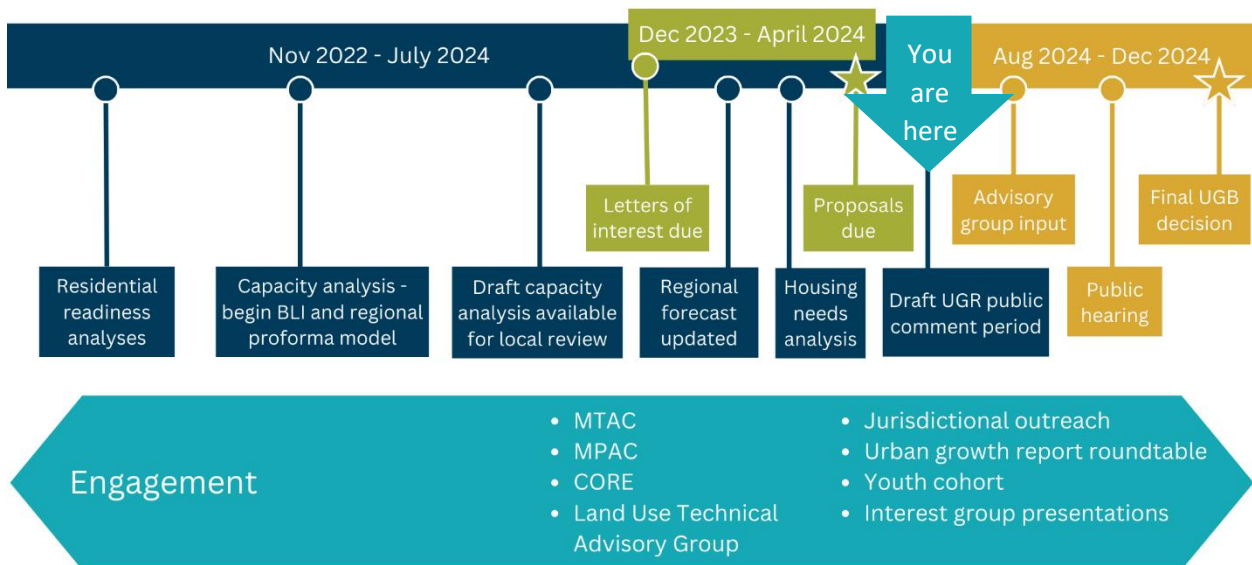 Nov 2022 - July 2024
Dec 2023 - April 2024
You
are
here
Aug 2024 - Dec 2024
Letters of
interest due
Proposals
due
Advisory
group input
Final UGB
decision
Residential
readiness
analyses
Capacity analysis -
begin BLI and regional
proforma model
Draft capacity
analysis available
for local review
Regional
forecast
updated
Housing
needs
analysis
Draft UGR public
comment period
Public
hearing
Engagement
• MTAC
• MPAC
• CORE
• Land Use Technical
Advisory Group
• Jurisdictional outreach
• Urban growth report roundtable
• Youth cohort
• Interest group presentations